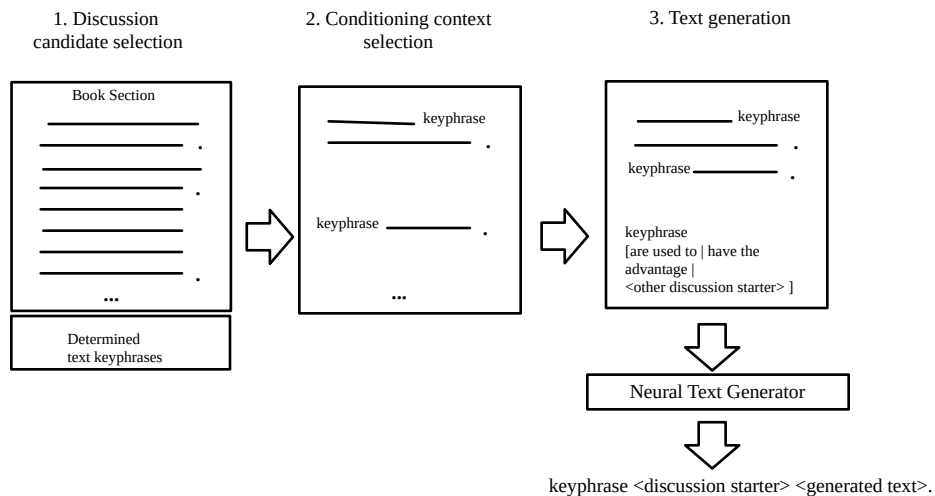 1. Discussion
candidate selection
2. Conditioning context
selection
3. Text generation
Book Section
...
Determined
text keyphrases
keyphrase
.
keyphrase
.
...
keyphrase
.
keyphrase
.
keyphrase
[are used to | have the
advantage |
<other discussion starter> ]
Neural Text Generator
keyphrase <discussion starter> <generated text>.